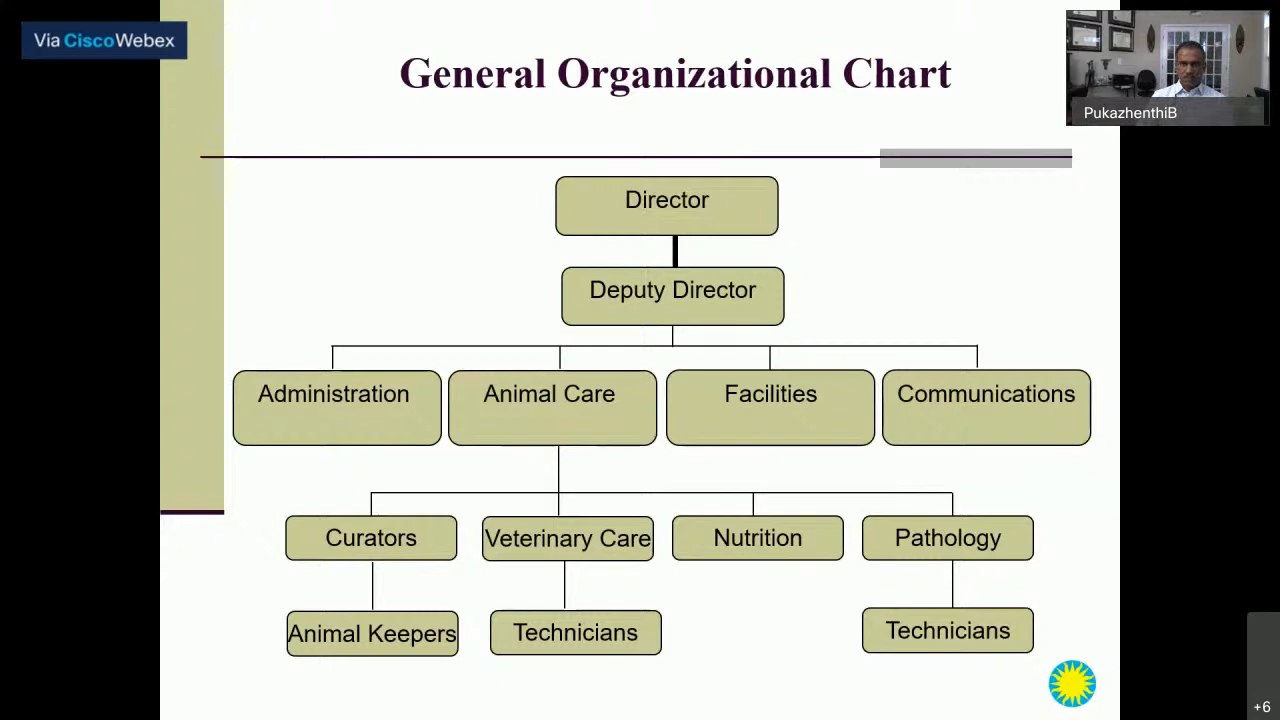 Via CiscoWebex
General Organizational Chart
PukazhenthiB
Director
Deputy Director
Administration
Animal Care
Facilities
Communications
Curators
Veterinary Care
Nutrition
Pathology
Animal Keepers
Technicians
Technicians
+6